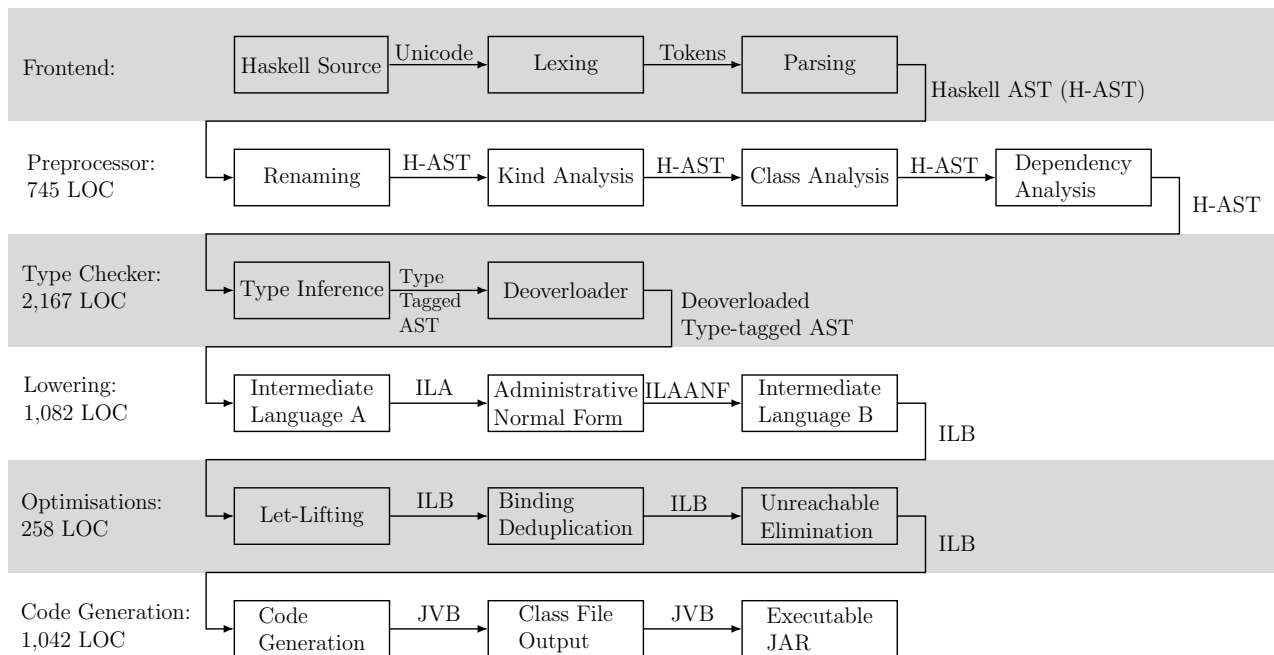 Frontend:
Haskell Source
Unicode
Lexing
Tokens
Parsing
Haskell AST (H-AST)
Preprocessor:
745 LOC
Renaming
H-AST
Kind Analysis
H-AST
Class Analysis
H-AST
Dependency
Analysis
H-AST
Type Checker:
2,167 LOC
Type Inference
Type
Tagged
AST
Deoverloader
Deoverloaded
Type-tagged AST
Lowering:
1,082 LOC
Intermediate
Language A
ILA
Administrative
Normal Form
ILAANF
Intermediate
Language B
ILB
Optimisations:
258 LOC
Let-Lifting
ILB
Binding
Deduplication
ILB
Unreachable
Elimination
ILB
Code Generation:
1,042 LOC
Code
Generation
JVB
Class File
Output
JVB
Executable
JAR